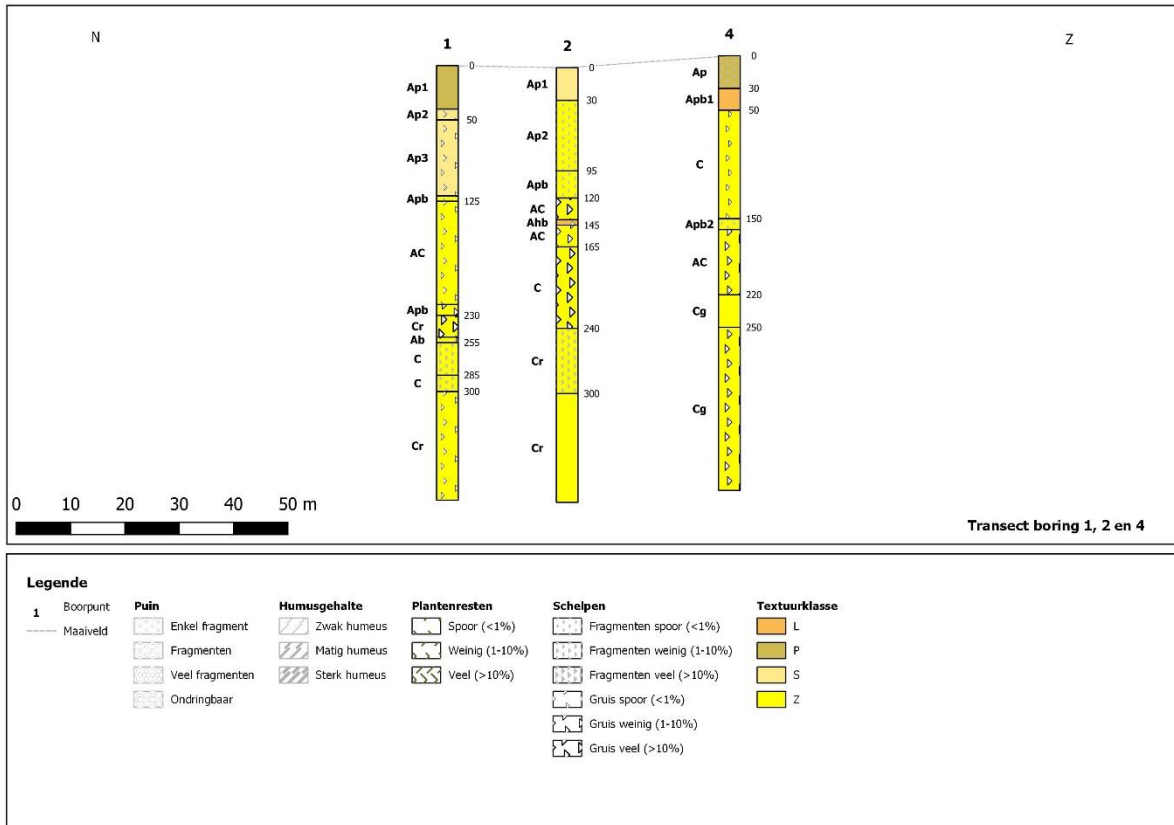 N
Z
1
2
4
Ap1
Ap2
Ap3
Apb
AC
Apb
Cr
Ab
C
C
Cr
0
50
125
230
255
285
300
Ap1
Ap2
Apb
AC
Ahb
AC
C
Cr
Cr
0
30
95
120
145
165
240
300
Ap
Apb1
C
Apb2
AC
Cg
Cg
0
30
50
150
220
250
0 10 20 30 40 50 m
Transect boring 1, 2 en 4
Legende
1 Boorpunt
Maaiveld
Puin
Enkel fragment
Fragmenten
Veel fragmenten
Ondringbaar
Humusgehalte
Zwak humeus
Matig humeus
Sterk humeus
Plantenresten
Spoor (<1%)
Weinig (1-10%)
Veel (>10%)
Schelpen
Fragmenten spoor (<1%)
Fragmenten weinig (1-10%)
Fragmenten veel (>10%)
Gruis spoor (<1%)
Gruis weinig (1-10%)
Gruis veel (>10%)
Textuurklasse
L
P
S
Z